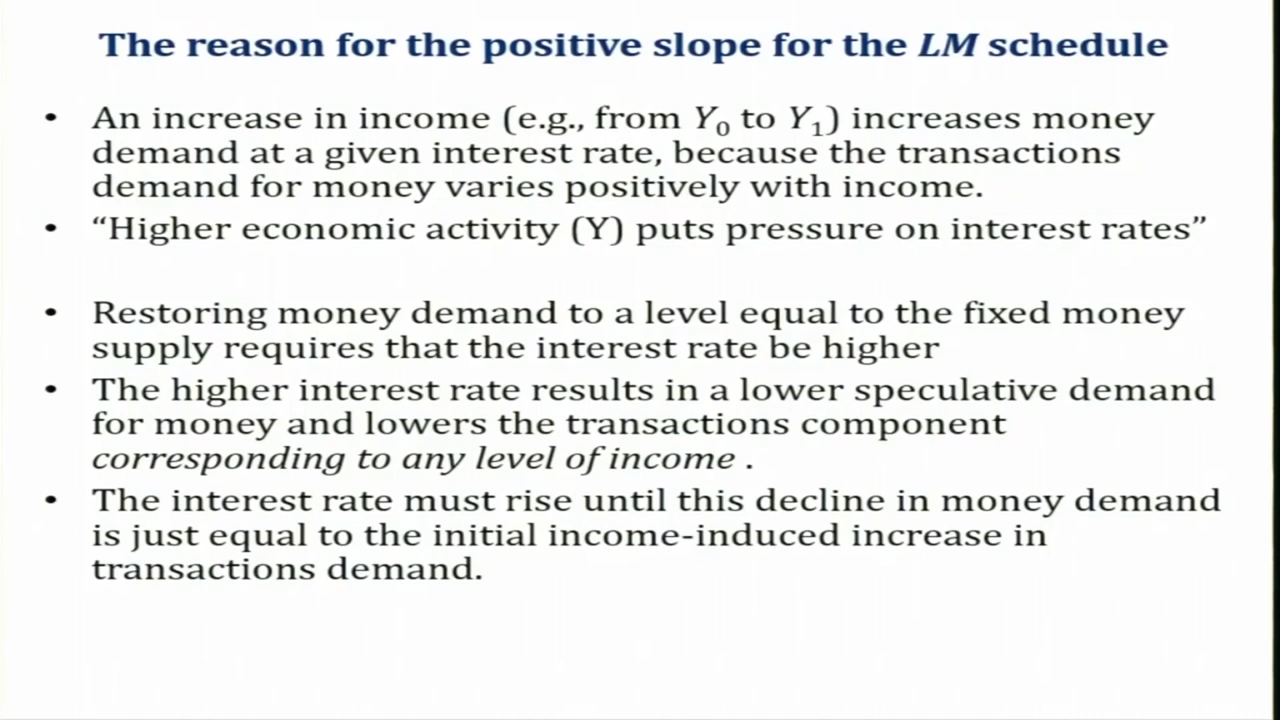 The reason for the positive slope for the LM schedule
• An increase in income (e.g., from Y₀ to Y₁) increases money
demand at a given interest rate, because the transactions
demand for money varies positively with income.
• “Higher economic activity (Y) puts pressure on interest rates”
• Restoring money demand to a level equal to the fixed money
supply requires that the interest rate be higher
• The higher interest rate results in a lower speculative demand
for money and lowers the transactions component
corresponding to any level of income .
• The interest rate must rise until this decline in money demand
is just equal to the initial income-induced increase in
transactions demand.